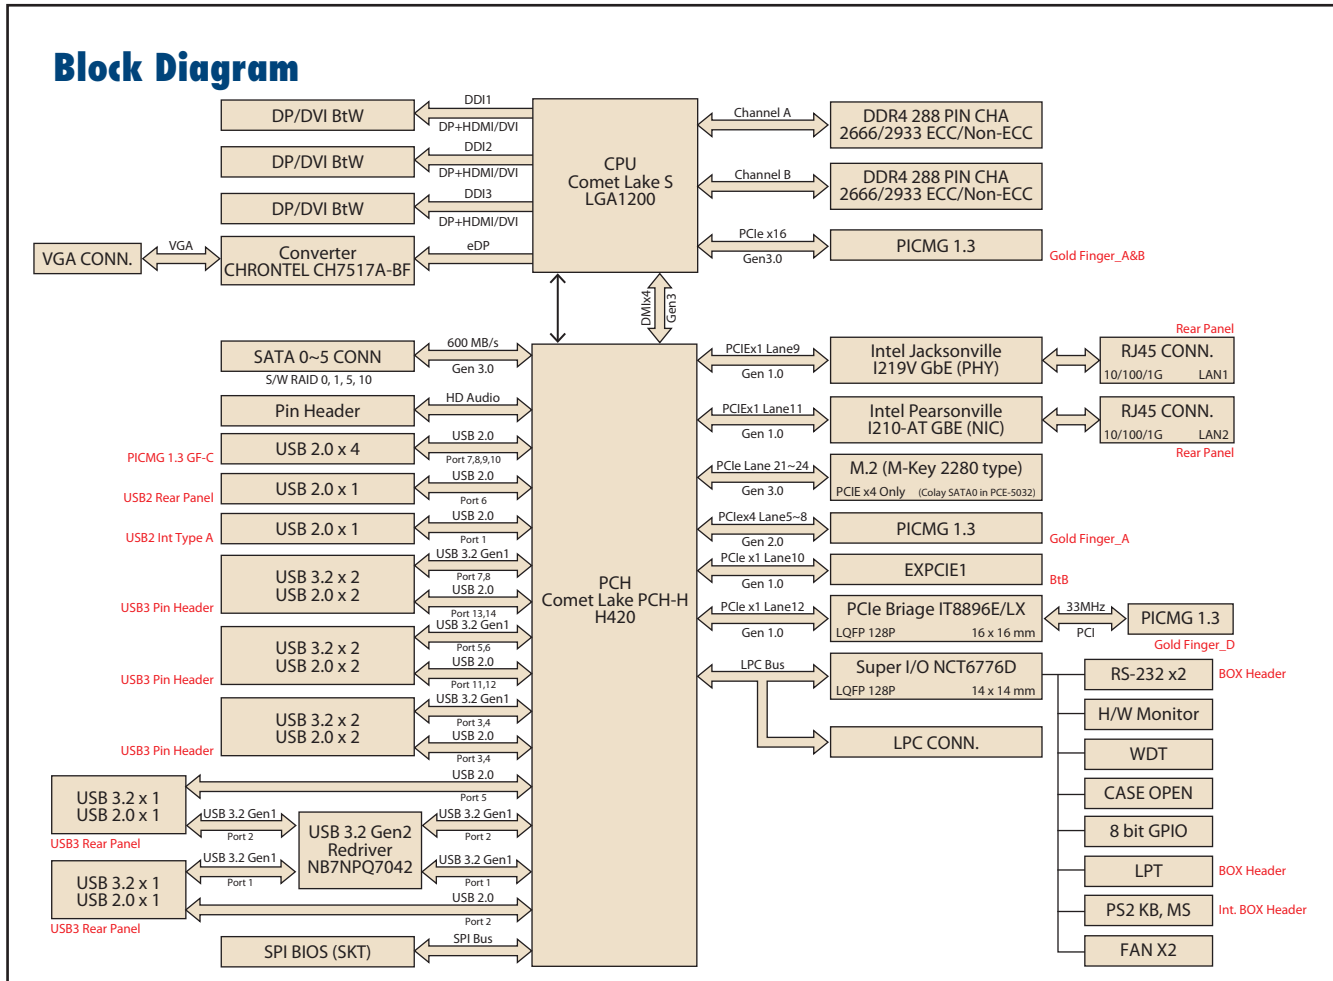 Block Diagram
DP/DVI BtW
DDI1
DP+HDMI/DVI
DP/DVI BtW
DDI2
DP+HDMI/DVI
DP/DVI BtW
DDI3
DP+HDMI/DVI
VGA CONN.
VGA
Converter
CHRONTEL CH7517A-BF
eDP
CPU
Comet Lake S
LGA1200
Channel A
DDR4 288 PIN CHA
2666/2933 ECC/Non-ECC
Channel B
DDR4 288 PIN CHA
2666/2933 ECC/Non-ECC
PCIe x16
Gen3.0
PICMG 1.3
Gold Finger_A&B
DMIx4
Gen3
SATA 0~5 CONN
S/W RAID 0, 1, 5, 10
600 MB/s
Gen 3.0
Pin Header
HD Audio
PICMG 1.3 GF-C
USB 2.0 x 4
USB 2.0
Port 7,8,9,10
USB2 Rear Panel
USB 2.0 x 1
USB 2.0
Port 6
USB2 Int Type A
USB 2.0 x 1
USB 2.0
Port 1
USB3 Pin Header
USB 3.2 x 2
USB 2.0 x 2
USB 3.2 Gen1
Port 7,8
USB 2.0
Port 13,14
USB3 Pin Header
USB 3.2 x 2
USB 2.0 x 2
USB 3.2 Gen1
Port 5,6
USB 2.0
Port 11,12
USB3 Pin Header
USB 3.2 x 2
USB 2.0 x 2
USB 3.2 Gen1
Port 3,4
USB 2.0
Port 3,4
USB 3.2 x 1
USB 2.0 x 1
USB3 Rear Panel
USB 2.0
Port 5
USB 3.2 Gen1
Port 2
USB 3.2 Gen2
Redriver
NB7NPQ7042
USB 3.2 Gen1
Port 2
USB 3.2 x 1
USB 2.0 x 1
USB3 Rear Panel
USB 3.2 Gen1
Port 1
USB 3.2 Gen1
Port 1
USB 2.0
Port 2
SPI BIOS (SKT)
SPI Bus
PCH
Comet Lake PCH-H
H420
PCIEx1 Lane9
Gen 1.0
Intel Jacksonville
I219V GbE (PHY)
Rear Panel
RJ45 CONN.
10/100/1G LAN1
PCIEx1 Lane11
Gen 1.0
Intel Pearsonville
I210-AT GBE (NIC)
RJ45 CONN.
10/100/1G LAN2
Rear Panel
PCIe Lane 21~24
Gen 3.0
M.2 (M-Key 2280 type)
PCIE x4 Only (Colay SATA0 in PCE-5032)
PCIex4 Lane5~8
Gen 2.0
PICMG 1.3
Gold Finger_A
PCIe x1 Lane10
Gen 1.0
EXPCIE1
BtB
PCIe x1 Lane12
Gen 1.0
PCIe Briage IT8896E/LX
LQFP 128P 16 x 16 mm
33MHz
PCI
PICMG 1.3
Gold Finger_D
LPC Bus
Super I/O NCT6776D
LQFP 128P 14 x 14 mm
LPC CONN.
RS-232 x2
BOX Header
H/W Monitor
WDT
CASE OPEN
8 bit GPIO
LPT
BOX Header
PS2 KB, MS
Int. BOX Header
FAN X2